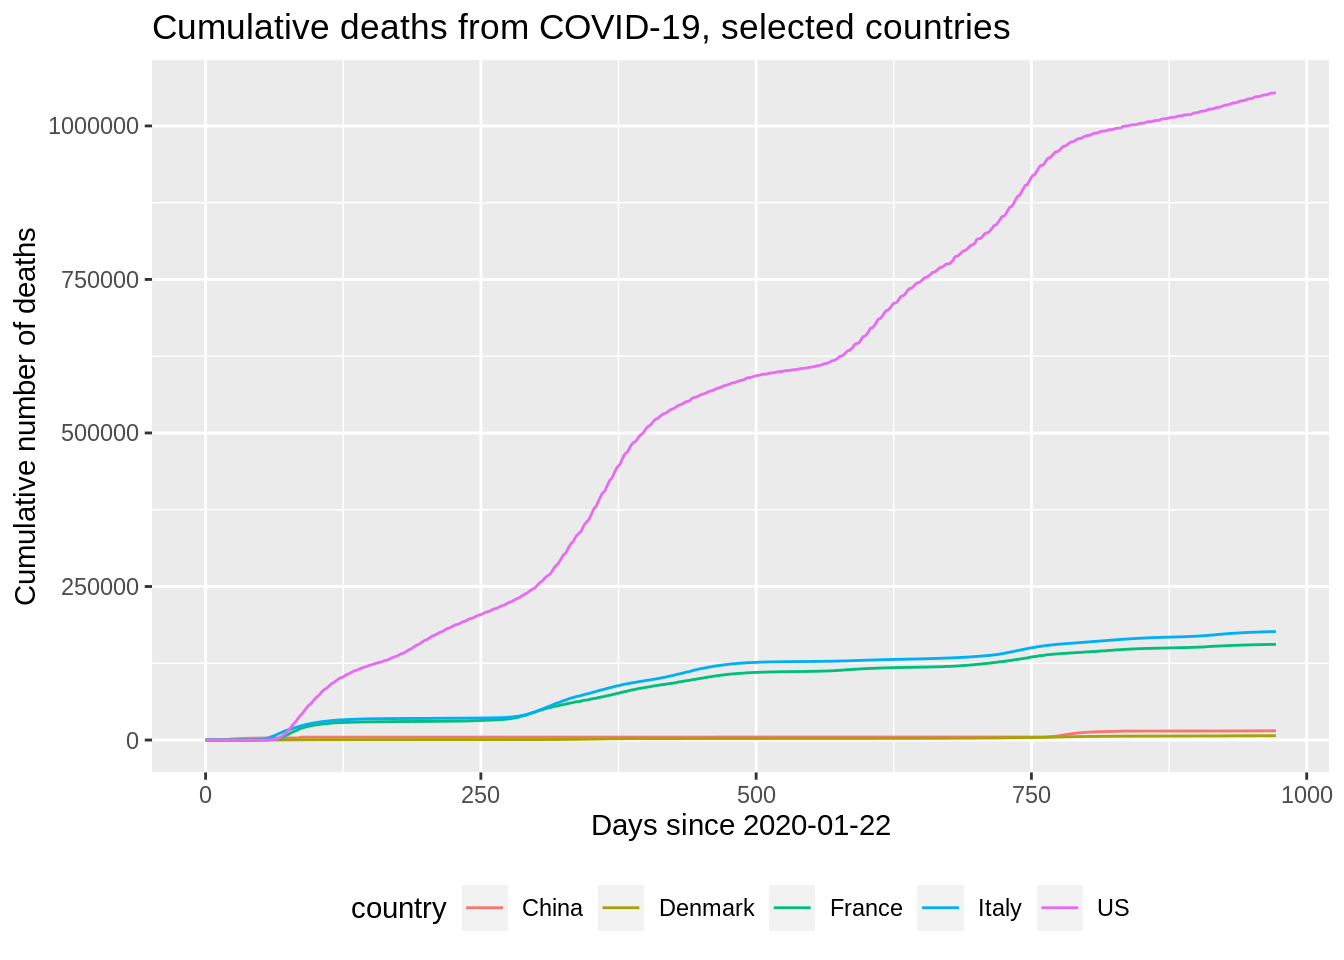 Cumulative deaths from COVID-19, selected countries
Cumulative number of deaths
1000000
750000
500000
250000
0
0 250 500 750 1000
Days since 2020-01-22
country China Denmark France Italy US